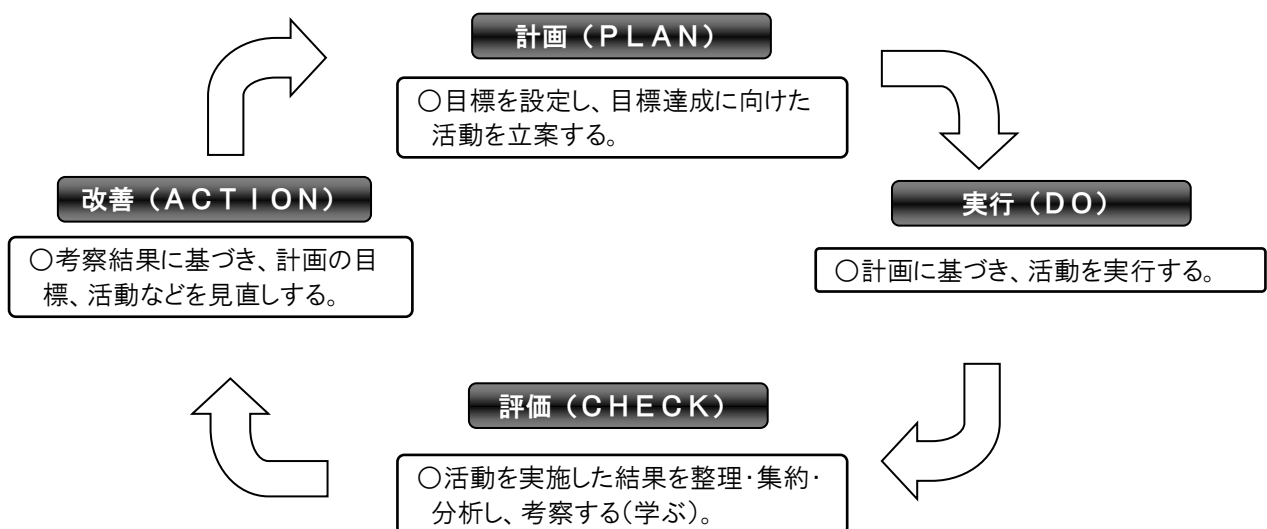 計画（ＰＬＡＮ）
○目標を設定し、目標達成に向けた
活動を立案する。
実行（ＤＯ）
○計画に基づき、活動を実行する。
評価（ＣＨＥＣＫ）
○活動を実施した結果を整理・集約・
分析し、考察する（学ぶ）。
改善（ＡＣＴＩＯＮ）
○考察結果に基づき、計画の目
標、活動などを見直しする。